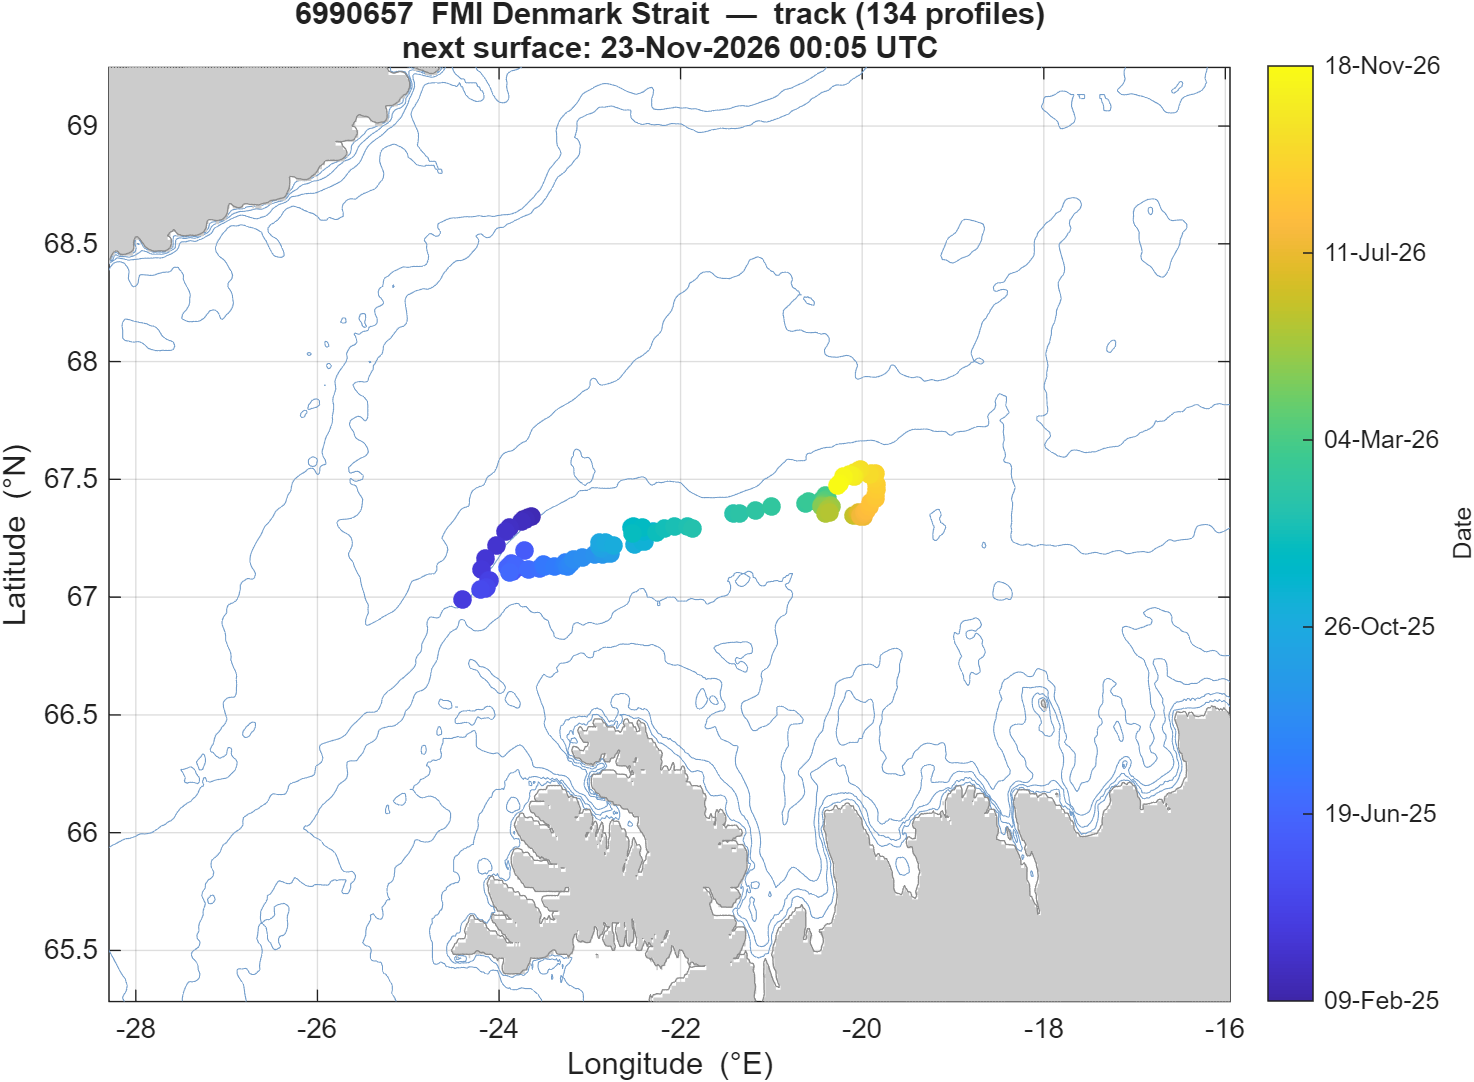 6990657 FMI Denmark Strait — track (134 profiles)
next surface: 23-Nov-2026 00:05 UTC
69
68.5
68
67.5
67
66.5
66
65.5
Latitude (°N)
-28
-26
-24
-22
-20
-18
-16
Longitude (°E)
18-Nov-26
11-Jul-26
04-Mar-26
26-Oct-25
19-Jun-25
09-Feb-25
Date